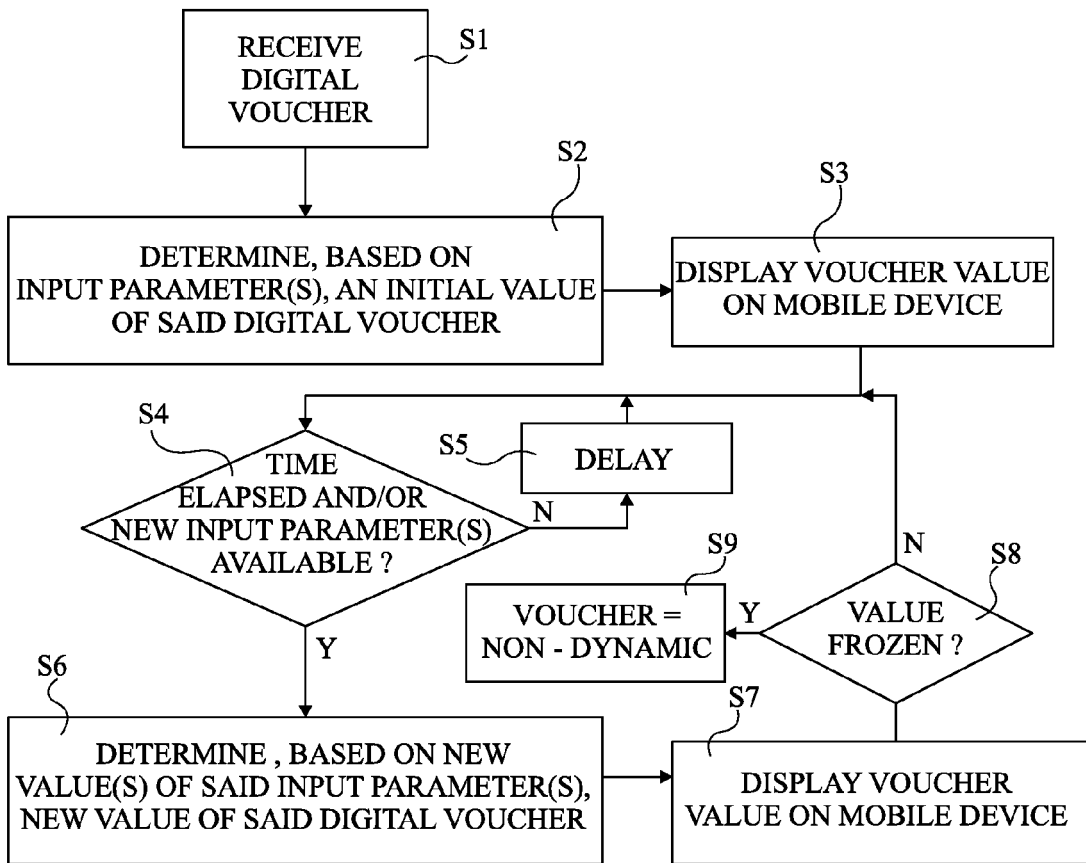 RECEIVE
DIGITAL
VOUCHER
S1
S2
DETERMINE, BASED ON
INPUT PARAMETER(S), AN INITIAL VALUE
OF SAID DIGITAL VOUCHER
S3
DISPLAY VOUCHER VALUE
ON MOBILE DEVICE
S4
TIME
ELAPSED AND/OR
NEW INPUT PARAMETER(S)
AVAILABLE ?
N
S5
DELAY
Y
S6
DETERMINE , BASED ON NEW
VALUE(S) OF SAID INPUT PARAMETER(S),
NEW VALUE OF SAID DIGITAL VOUCHER
S7
DISPLAY VOUCHER
VALUE ON MOBILE DEVICE
S8
VALUE
FROZEN ?
N
Y
S9
VOUCHER =
NON - DYNAMIC